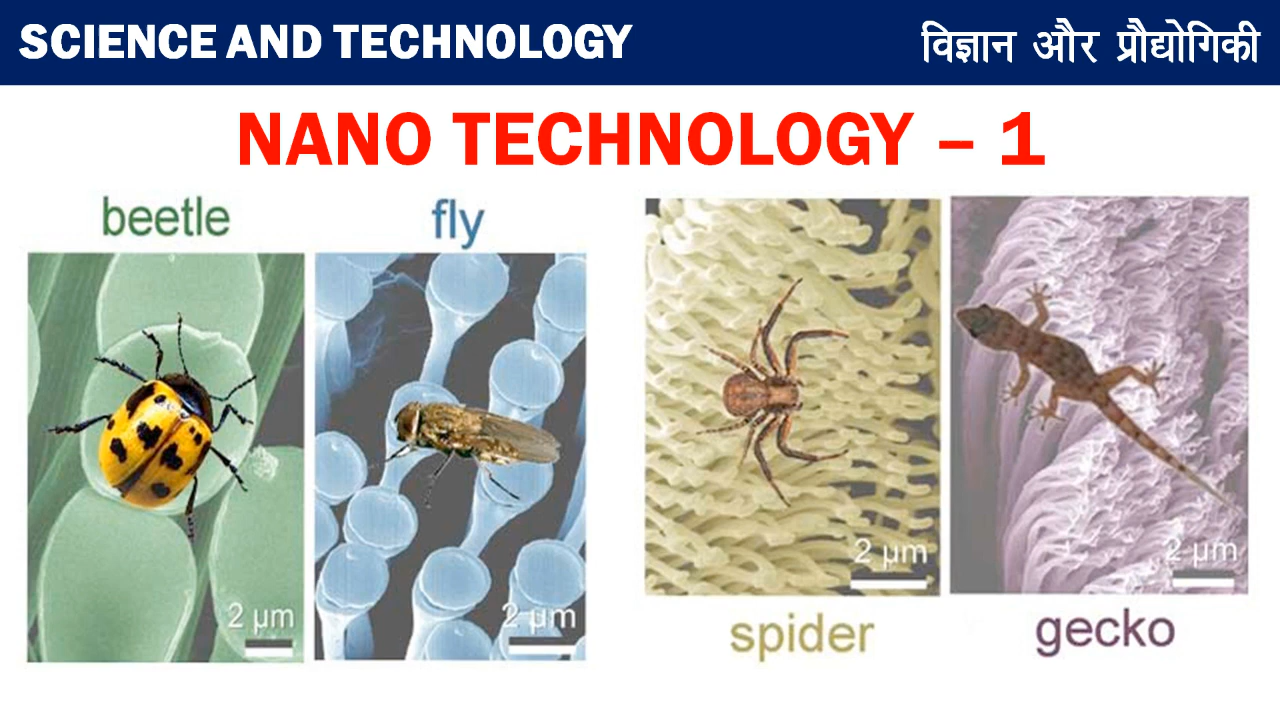 SCIENCE AND TECHNOLOGY
विज्ञान और प्रौद्योगिकी
NANO TECHNOLOGY – 1
beetle
fly
2 µm
2 µm
2 µm
2 µm
spider
gecko